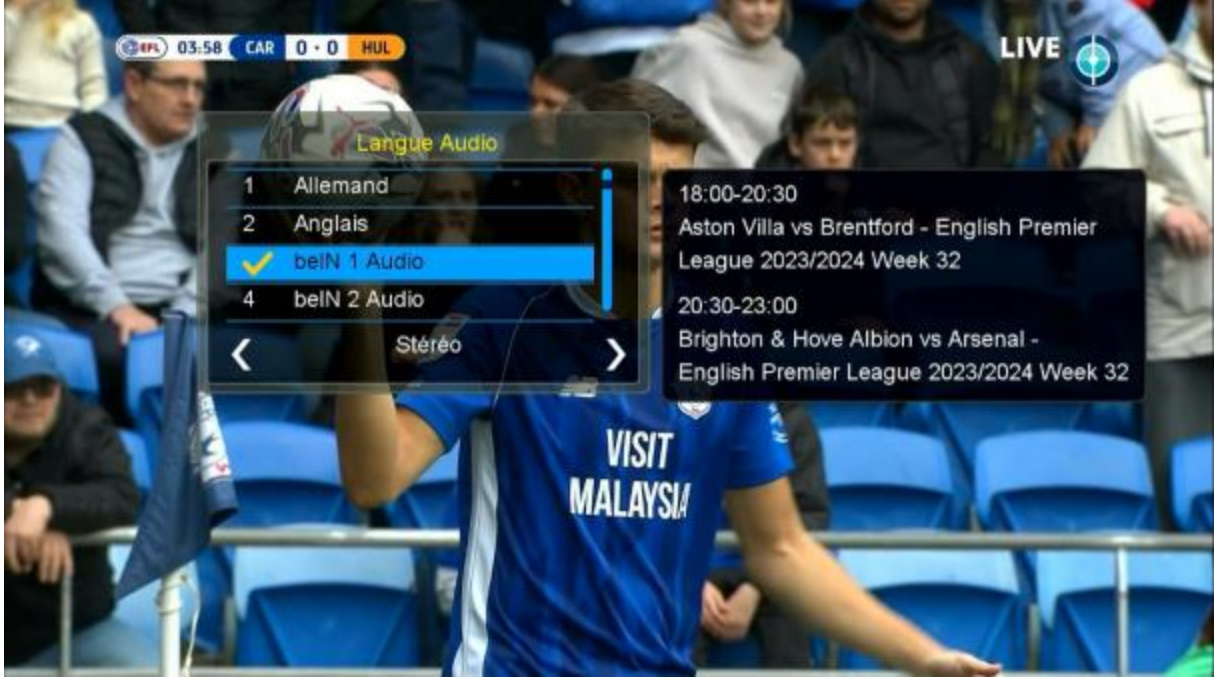 EFL 03:58 CAR 0 - 0 HUL
LIVE
Langue Audio
1 Allemand
2 Anglais
beIN 1 Audio
4 beIN 2 Audio
Stéréo
18:00-20:30
Aston Villa vs Brentford - English Premier
League 2023/2024 Week 32
20:30-23:00
Brighton & Hove Albion vs Arsenal -
English Premier League 2023/2024 Week 32
VISIT
MALAYSIA